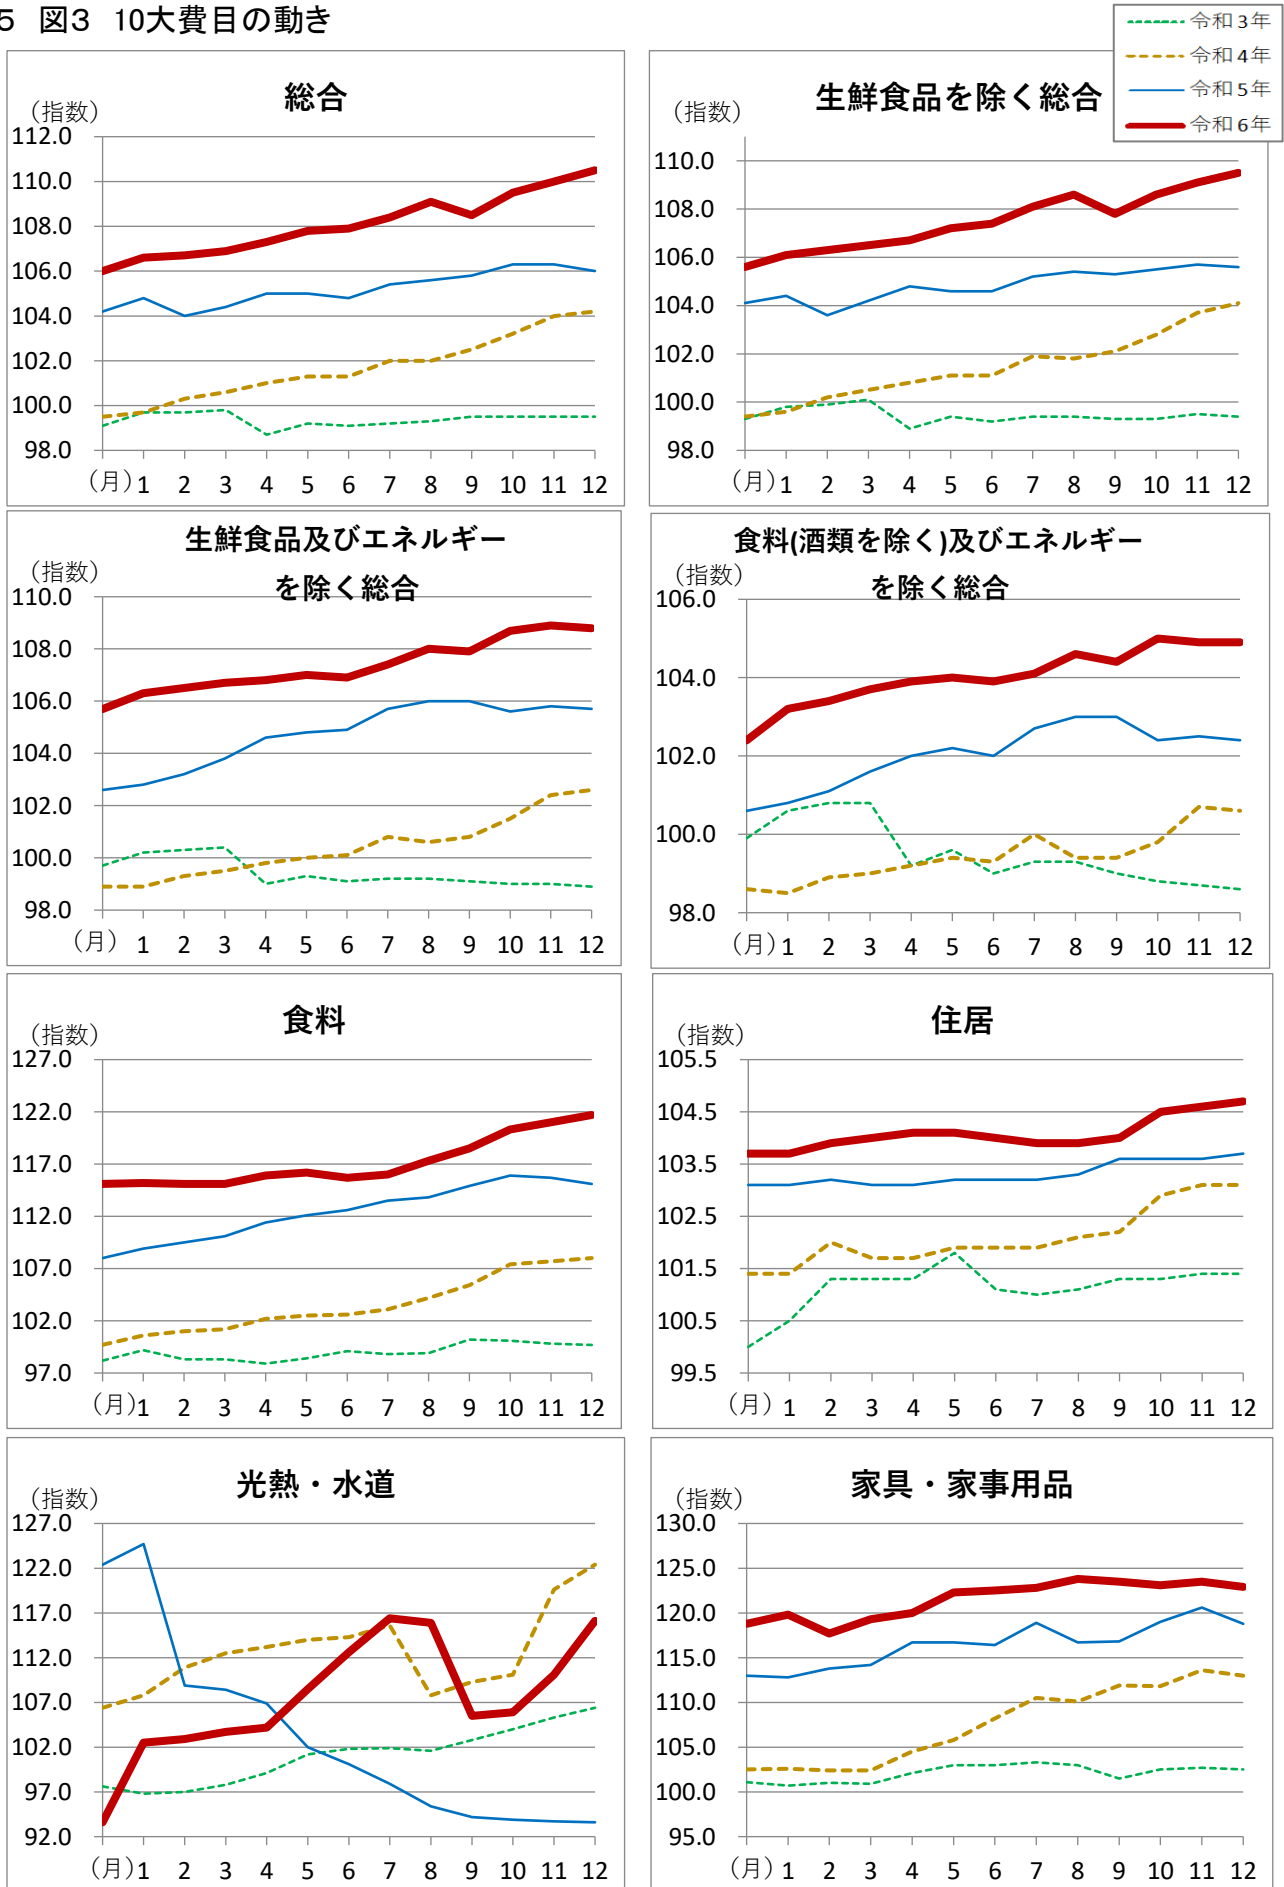 5 図3 10大費目の動き
令和3年
令和4年
令和5年
令和6年
総合
(指数)
112.0
110.0
108.0
106.0
104.0
102.0
100.0
98.0
(月) 1 2 3 4 5 6 7 8 9 10 11 12
生鮮食品を除く総合
(指数)
110.0
108.0
106.0
104.0
102.0
100.0
98.0
(月) 1 2 3 4 5 6 7 8 9 10 11 12
生鮮食品及びエネルギー
を除く総合
(指数)
110.0
108.0
106.0
104.0
102.0
100.0
98.0
(月) 1 2 3 4 5 6 7 8 9 10 11 12
食料(酒類を除く)及びエネルギー
を除く総合
(指数)
106.0
104.0
102.0
100.0
98.0
(月) 1 2 3 4 5 6 7 8 9 10 11 12
食料
(指数)
127.0
122.0
117.0
112.0
107.0
102.0
97.0
(月) 1 2 3 4 5 6 7 8 9 10 11 12
住居
(指数)
105.5
104.5
103.5
102.5
101.5
100.5
99.5
(月) 1 2 3 4 5 6 7 8 9 10 11 12
光熱・水道
(指数)
127.0
122.0
117.0
112.0
107.0
102.0
97.0
92.0
(月) 1 2 3 4 5 6 7 8 9 10 11 12
家具・家事用品
(指数)
130.0
125.0
120.0
115.0
110.0
105.0
100.0
95.0
(月) 1 2 3 4 5 6 7 8 9 10 11 12